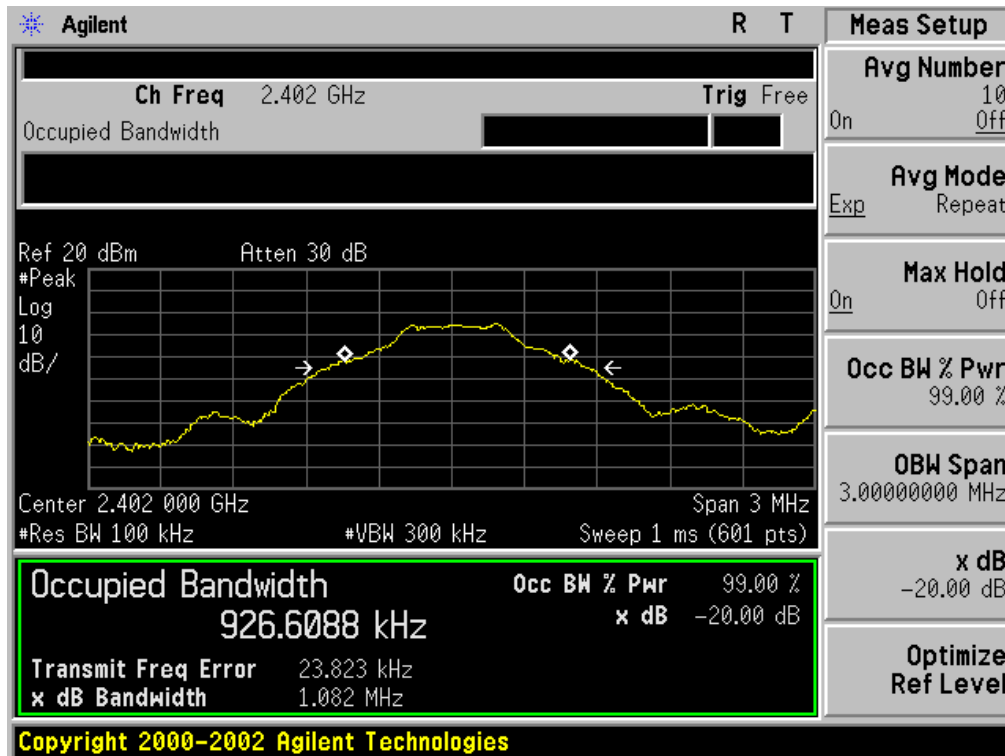 Agilent R T
Ch Freq 2.402 GHz Trig Free
Occupied Bandwidth
Ref 20 dBm Atten 30 dB
#Peak
Log
10
dB/
Center 2.402 000 GHz Span 3 MHz
#Res BW 100 kHz #VBW 300 kHz Sweep 1 ms (601 pts)
Occupied Bandwidth
926.6088 kHz
Occ BW % Pwr 99.00 %
x dB -20.00 dB
Transmit Freq Error 23.823 kHz
x dB Bandwidth 1.082 MHz
Copyright 2000-2002 Agilent Technologies
Meas Setup
Avg Number
10
On Off
Avg Mode
Exp Repeat
Max Hold
On Off
Occ BW % Pwr
99.00 %
OBW Span
3.00000000 MHz
x dB
-20.00 dB
Optimize
Ref Level